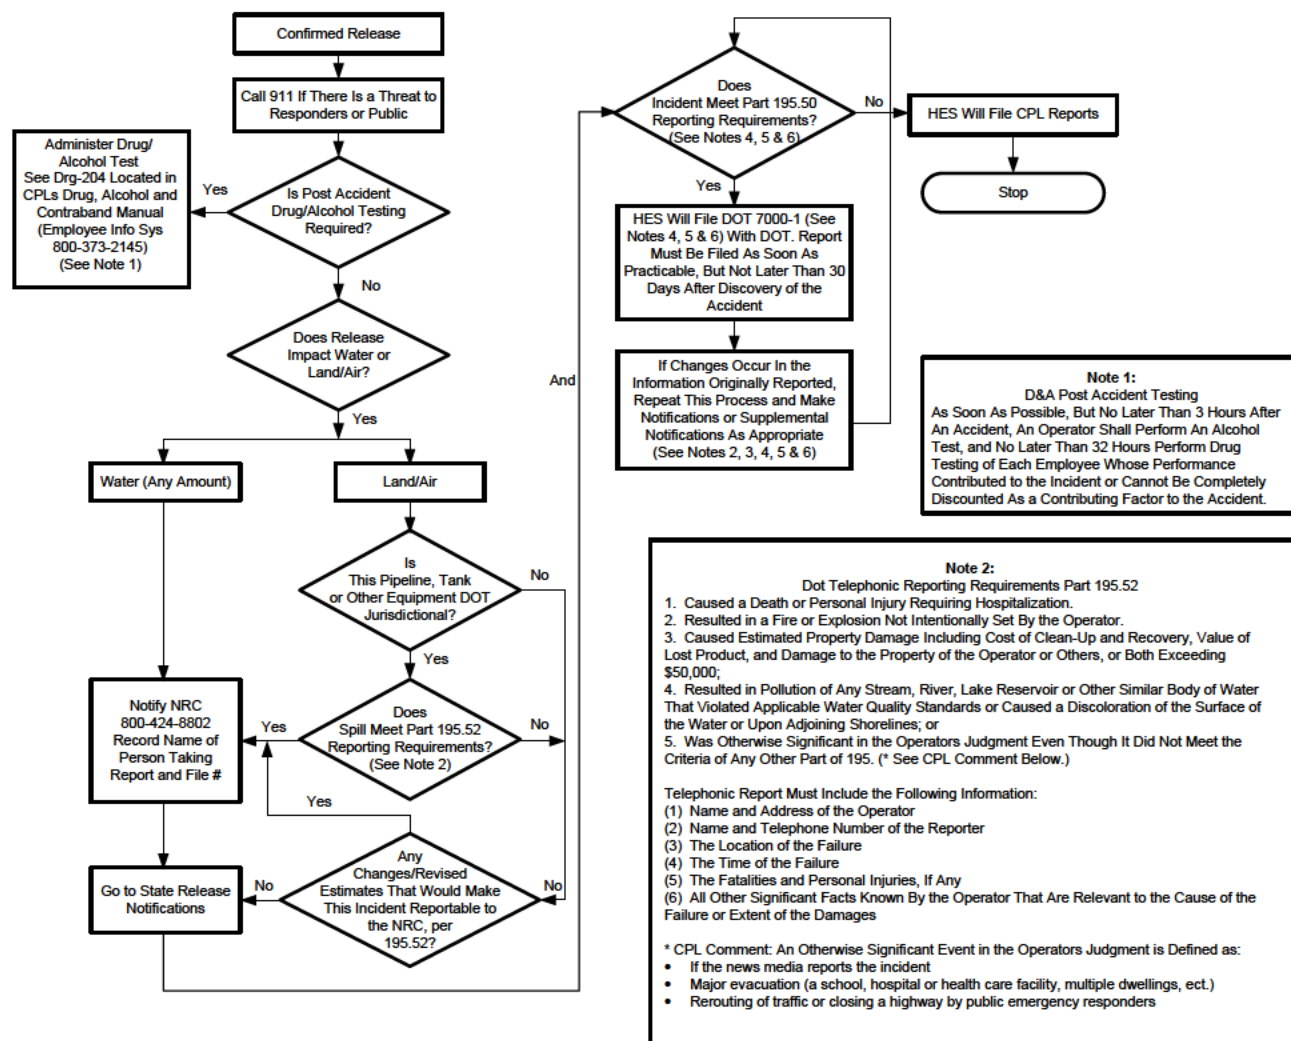 Confirmed Release
Call 911 If There Is a Threat to
Responders or Public
Administer Drug/
Alcohol Test
See Drg-204 Located in
CPLs Drug, Alcohol and
Contraband Manual
(Employee Info Sys
800-373-2145)
(See Note 1)
Yes
Is Post Accident
Drug/Alcohol Testing
Required?
No
Does Release
Impact Water or
Land/Air?
Yes
Water (Any Amount)
Land/Air
Is
This Pipeline, Tank
or Other Equipment DOT
Jurisdictional?
No
Yes
Notify NRC
800-424-8802
Record Name of
Person Taking
Report and File #
Yes
Does
Spill Meet Part 195.52
Reporting Requirements?
(See Note 2)
No
Yes
Go to State Release
Notifications
No
Any
Changes/Revised
Estimates That Would Make
This Incident Reportable to
the NRC, per
195.52?
No
And
Does
Incident Meet Part 195.50
Reporting Requirements?
(See Notes 4, 5 & 6)
No
HES Will File CPL Reports
Stop
Yes
HES Will File DOT 7000-1 (See
Notes 4, 5 & 6) With DOT. Report
Must Be Filed As Soon As
Practicable, But Not Later Than 30
Days After Discovery of the
Accident
If Changes Occur In the
Information Originally Reported,
Repeat This Process and Make
Notifications or Supplemental
Notifications As Appropriate
(See Notes 2, 3, 4, 5 & 6)
Note 1:
D&A Post Accident Testing
As Soon As Possible, But No Later Than 3 Hours After
An Accident, An Operator Shall Perform An Alcohol
Test, and No Later Than 32 Hours Perform Drug
Testing of Each Employee Whose Performance
Contributed to the Incident or Cannot Be Completely
Discounted As a Contributing Factor to the Accident.
Note 2:
Dot Telephonic Reporting Requirements Part 195.52
1. Caused a Death or Personal Injury Requiring Hospitalization.
2. Resulted in a Fire or Explosion Not Intentionally Set By the Operator.
3. Caused Estimated Property Damage Including Cost of Clean-Up and Recovery, Value of
Lost Product, and Damage to the Property of the Operator or Others, or Both Exceeding
$50,000;
4. Resulted in Pollution of Any Stream, River, Lake Reservoir or Other Similar Body of Water
That Violated Applicable Water Quality Standards or Caused a Discoloration of the Surface of
the Water or Upon Adjoining Shorelines; or
5. Was Otherwise Significant in the Operators Judgment Even Though It Did Not Meet the
Criteria of Any Other Part of 195. (* See CPL Comment Below.)
Telephonic Report Must Include the Following Information:
(1) Name and Address of the Operator
(2) Name and Telephone Number of the Reporter
(3) The Location of the Failure
(4) The Time of the Failure
(5) The Fatalities and Personal Injuries, If Any
(6) All Other Significant Facts Known By the Operator That Are Relevant to the Cause of the
Failure or Extent of the Damages
* CPL Comment: An Otherwise Significant Event in the Operators Judgment is Defined as:
• If the news media reports the incident
• Major evacuation (a school, hospital or health care facility, multiple dwellings, ect.)
• Rerouting of traffic or closing a highway by public emergency responders